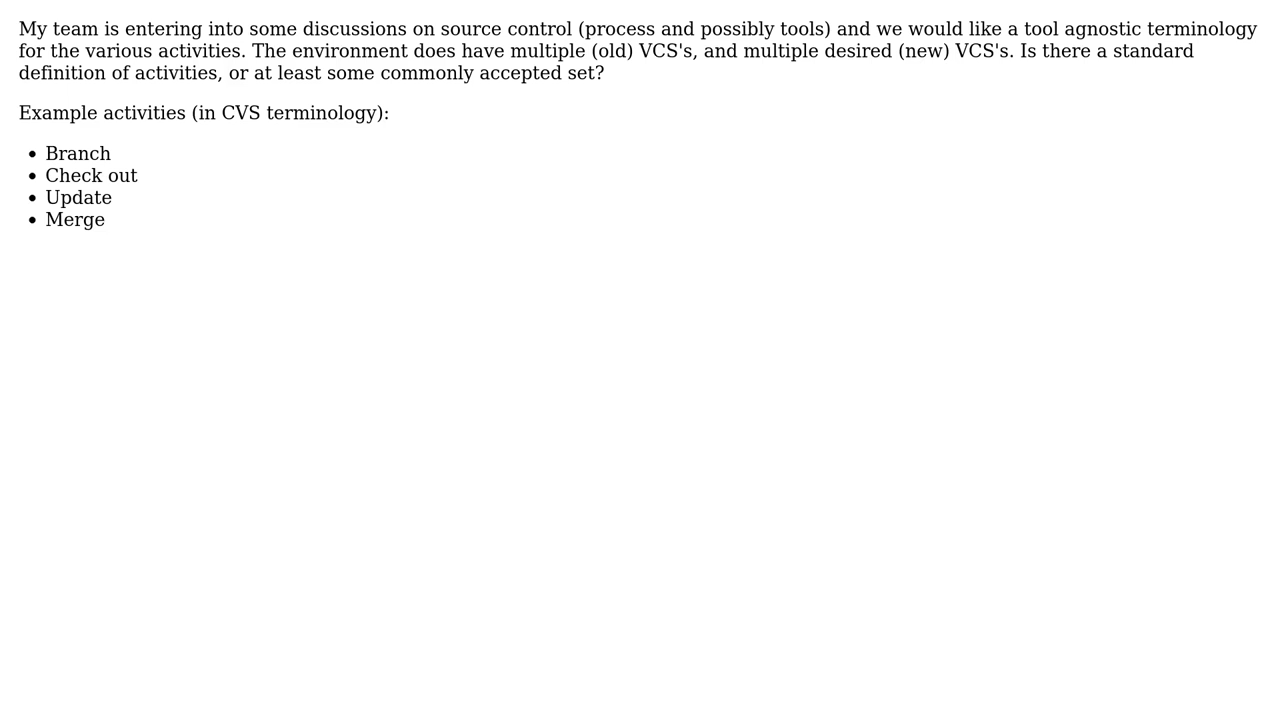 My team is entering into some discussions on source control (process and possibly tools) and we would like a tool agnostic terminology
for the various activities. The environment does have multiple (old) VCS's, and multiple desired (new) VCS's. Is there a standard
definition of activities, or at least some commonly accepted set?
Example activities (in CVS terminology):
• Branch
• Check out
• Update
• Merge